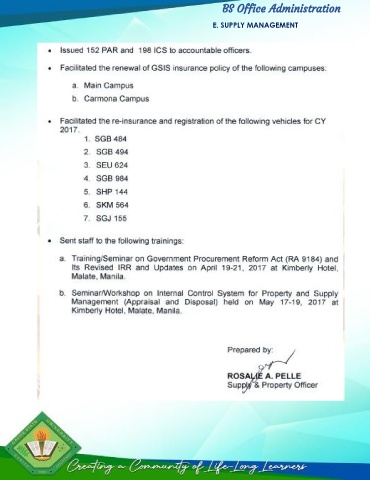 BS Office Administration
E. SUPPLY MANAGEMENT
• Issued 152 PAR and 198 ICS to accountable officers.
• Facilitated the renewal of GSIS insurance policy of the following campuses:
a. Main Campus
b. Carmona Campus
• Facilitated the re-insurance and registration of the following vehicles for CY
2017.
1. SGB 484
2. SGB 494
3. SEU 624
4. SGB 984
5. SHP 144
6. SKM 564
7. SGJ 155
• Sent staff to the following trainings:
a. Training/Seminar on Government Procurement Reform Act (RA 9184) and
Its Revised IRR and Updates on April 19-21, 2017 at Kimberly Hotel,
Malate, Manila.
b. Seminar/Workshop on Internal Control System for Property and Supply
Management (Appraisal and Disposal) held on May 17-19, 2017 at
Kimberly Hotel, Malate, Manila.
Prepared by:
ROSALIE A. PELLE
Supply & Property Officer
Creating a Community of Life-Long Learners